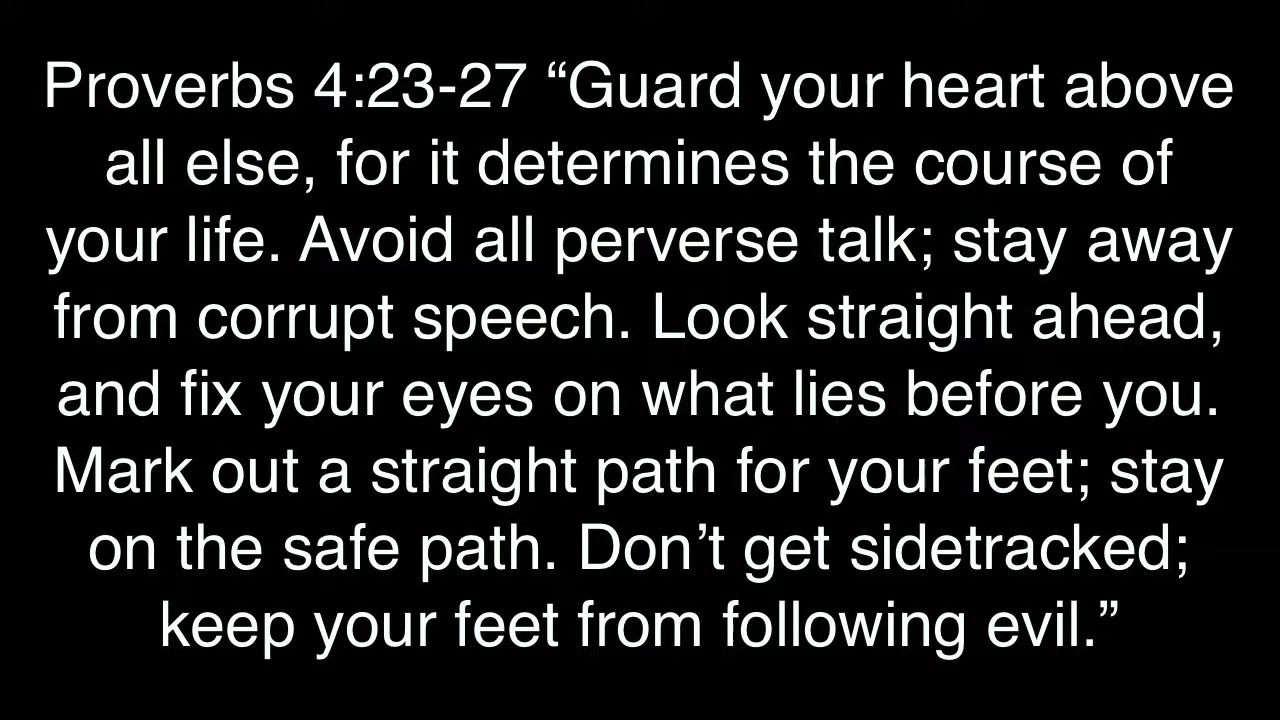 Proverbs 4:23-27 “Guard your heart above
all else, for it determines the course of
your life. Avoid all perverse talk; stay away
from corrupt speech. Look straight ahead,
and fix your eyes on what lies before you.
Mark out a straight path for your feet; stay
on the safe path. Don’t get sidetracked;
keep your feet from following evil.”